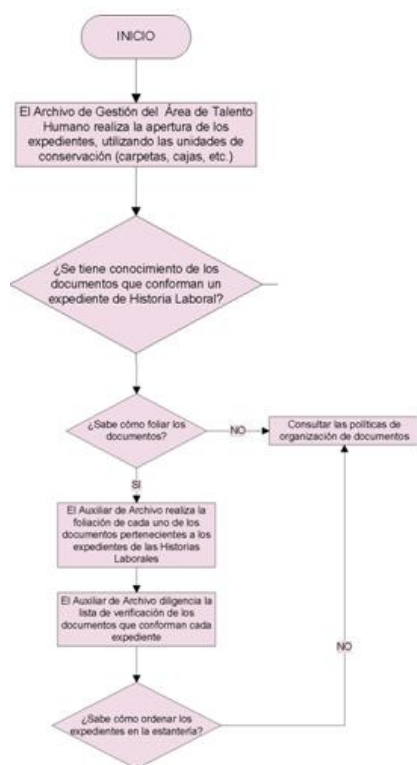 INICIO
El Archivo de Gestión del Área de Talento
Humano realiza la apertura de los
expedientes, utilizando las unidades de
conservación (carpetas, cajas, etc.)
¿Se tiene conocimiento de los
documentos que conforman un
expediente de Historia Laboral?
¿Sabe cómo foliar los
documentos?
NO
Consultar las políticas de
organización de documentos
SI
El Auxiliar de Archivo realiza la
foliación de cada uno de los
documentos pertenecientes a los
expedientes de las Historias
Laborales
El Auxiliar de Archivo diligencia la
lista de verificación de los
documentos que conforman cada
expediente
NO
¿Sabe cómo ordenar los
expedientes en la estantería?